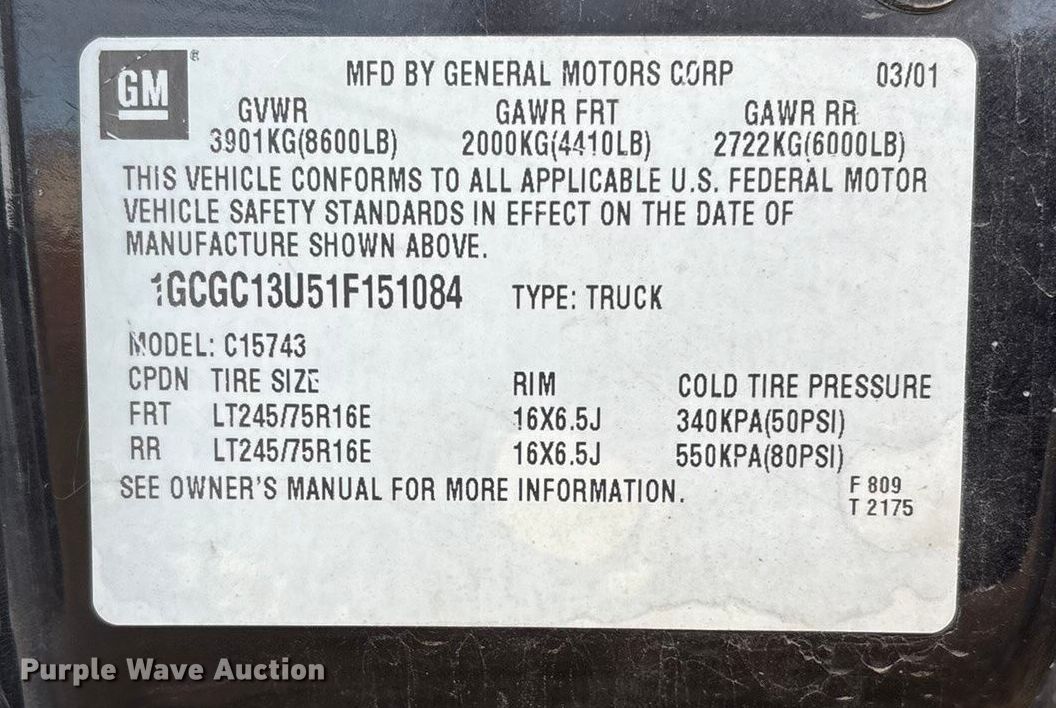 GM ®
MFD BY GENERAL MOTORS CORP 03/01
GVWR GAWR FRT GAWR RR
3901KG(8600LB) 2000KG(4410LB) 2722KG(6000LB)
THIS VEHICLE CONFORMS TO ALL APPLICABLE U.S. FEDERAL MOTOR
VEHICLE SAFETY STANDARDS IN EFFECT ON THE DATE OF
MANUFACTURE SHOWN ABOVE.
1GCGC13U51F151084 TYPE: TRUCK
MODEL: C15743
CPDN TIRE SIZE RIM COLD TIRE PRESSURE
FRT LT245/75R16E 16X6.5J 340KPA(50PSI)
RR LT245/75R16E 16X6.5J 550KPA(80PSI)
SEE OWNER'S MANUAL FOR MORE INFORMATION. F 809
T 2175
Purple Wave Auction